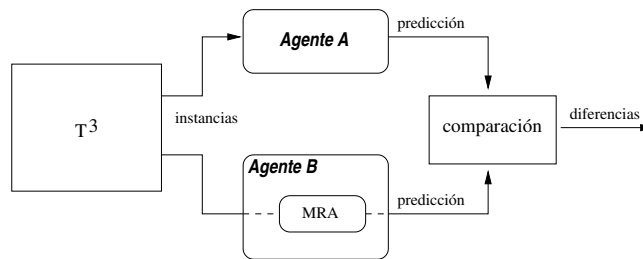 predicción
Agente A
T³
instancias
comparación
diferencias
Agente B
MRA
predicción